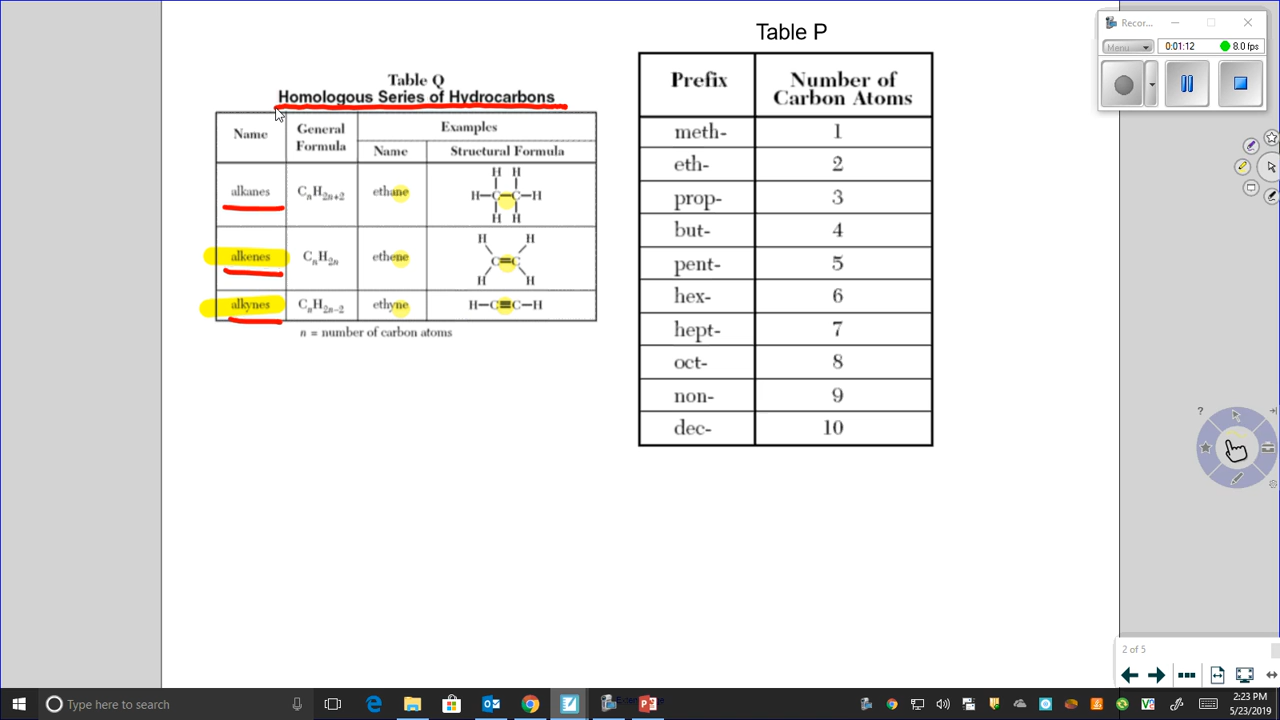 Table P
Table Q
Homologous Series of Hydrocarbons
Name General Formula Examples
Name Structural Formula
alkanes CnH2n+2 ethane
H H
H–C–C–H
H H
alkenes CnH2n ethene
H H
C=C
H H
alkynes CnH2n–2 ethyne H–C≡C–H
n = number of carbon atoms
Prefix Number of Carbon Atoms
meth- 1
eth- 2
prop- 3
but- 4
pent- 5
hex- 6
hept- 7
oct- 8
non- 9
dec- 10
Recor...
Menu 0:01:12 8.0 fps
?
2 of 5
Type here to search
2:23 PM
5/23/2019